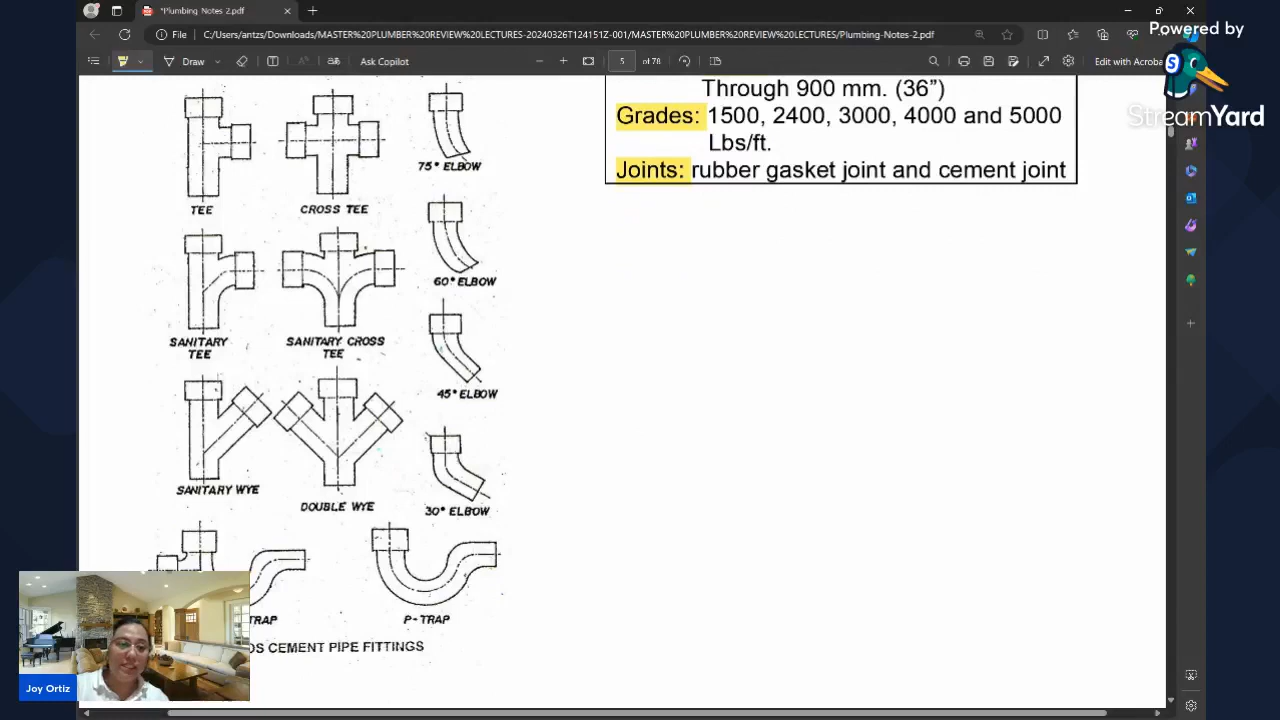 *Plumbing Notes 2.pdf
File
C:/Users/antzs/Downloads/MASTER%20PLUMBER%20REVIEW%20LECTURES-20240326T124151Z-001/MASTER%20PLUMBER%20REVIEW%20LECTURES/Plumbing-Notes-2.pdf
Powered by
Draw
Ask Copilot
5 of 78
Edit with Acrobat
StreamYard
Through 900 mm. (36”)
Grades: 1500, 2400, 3000, 4000 and 5000
Lbs/ft.
Joints: rubber gasket joint and cement joint
75° ELBOW
TEE
CROSS TEE
60° ELBOW
SANITARY
TEE
SANITARY CROSS
TEE
45° ELBOW
SANITARY WYE
DOUBLE WYE
30° ELBOW
TRAP
P-TRAP
OS CEMENT PIPE FITTINGS
Joy Ortiz